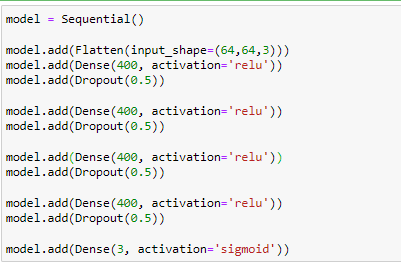 model = Sequential()
model.add(Flatten(input_shape=(64,64,3)))
model.add(Dense(400, activation='relu'))
model.add(Dropout(0.5))
model.add(Dense(400, activation='relu'))
model.add(Dropout(0.5))
model.add(Dense(400, activation='relu'))
model.add(Dropout(0.5))
model.add(Dense(400, activation='relu'))
model.add(Dropout(0.5))
model.add(Dense(3, activation='sigmoid'))